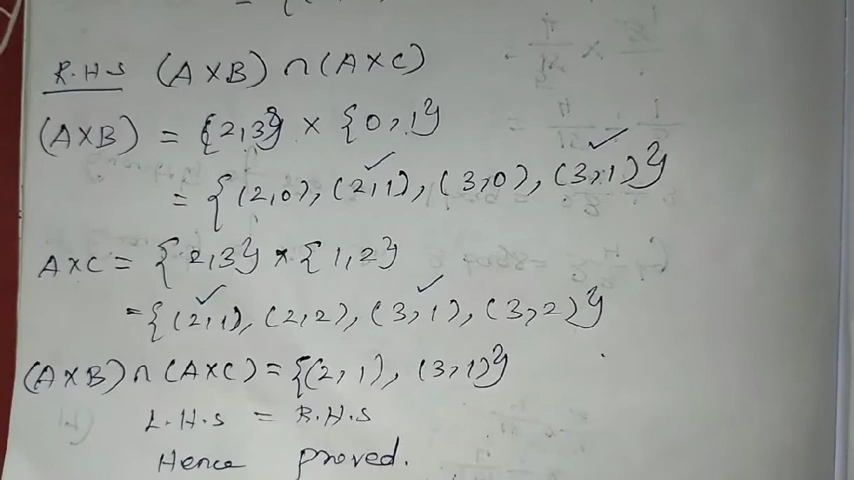 R.H.S (A×B) ∩ (A×C)
(A×B) = {2,3} × {0,1}
= {(2,0), (2,1), (3,0), (3,1)}
A×C = {2,3} × {1,2}
= {(2,1), (2,2), (3,1), (3,2)}
(A×B) ∩ (A×C) = {(2,1), (3,1)}
L.H.S = R.H.S
Hence proved.